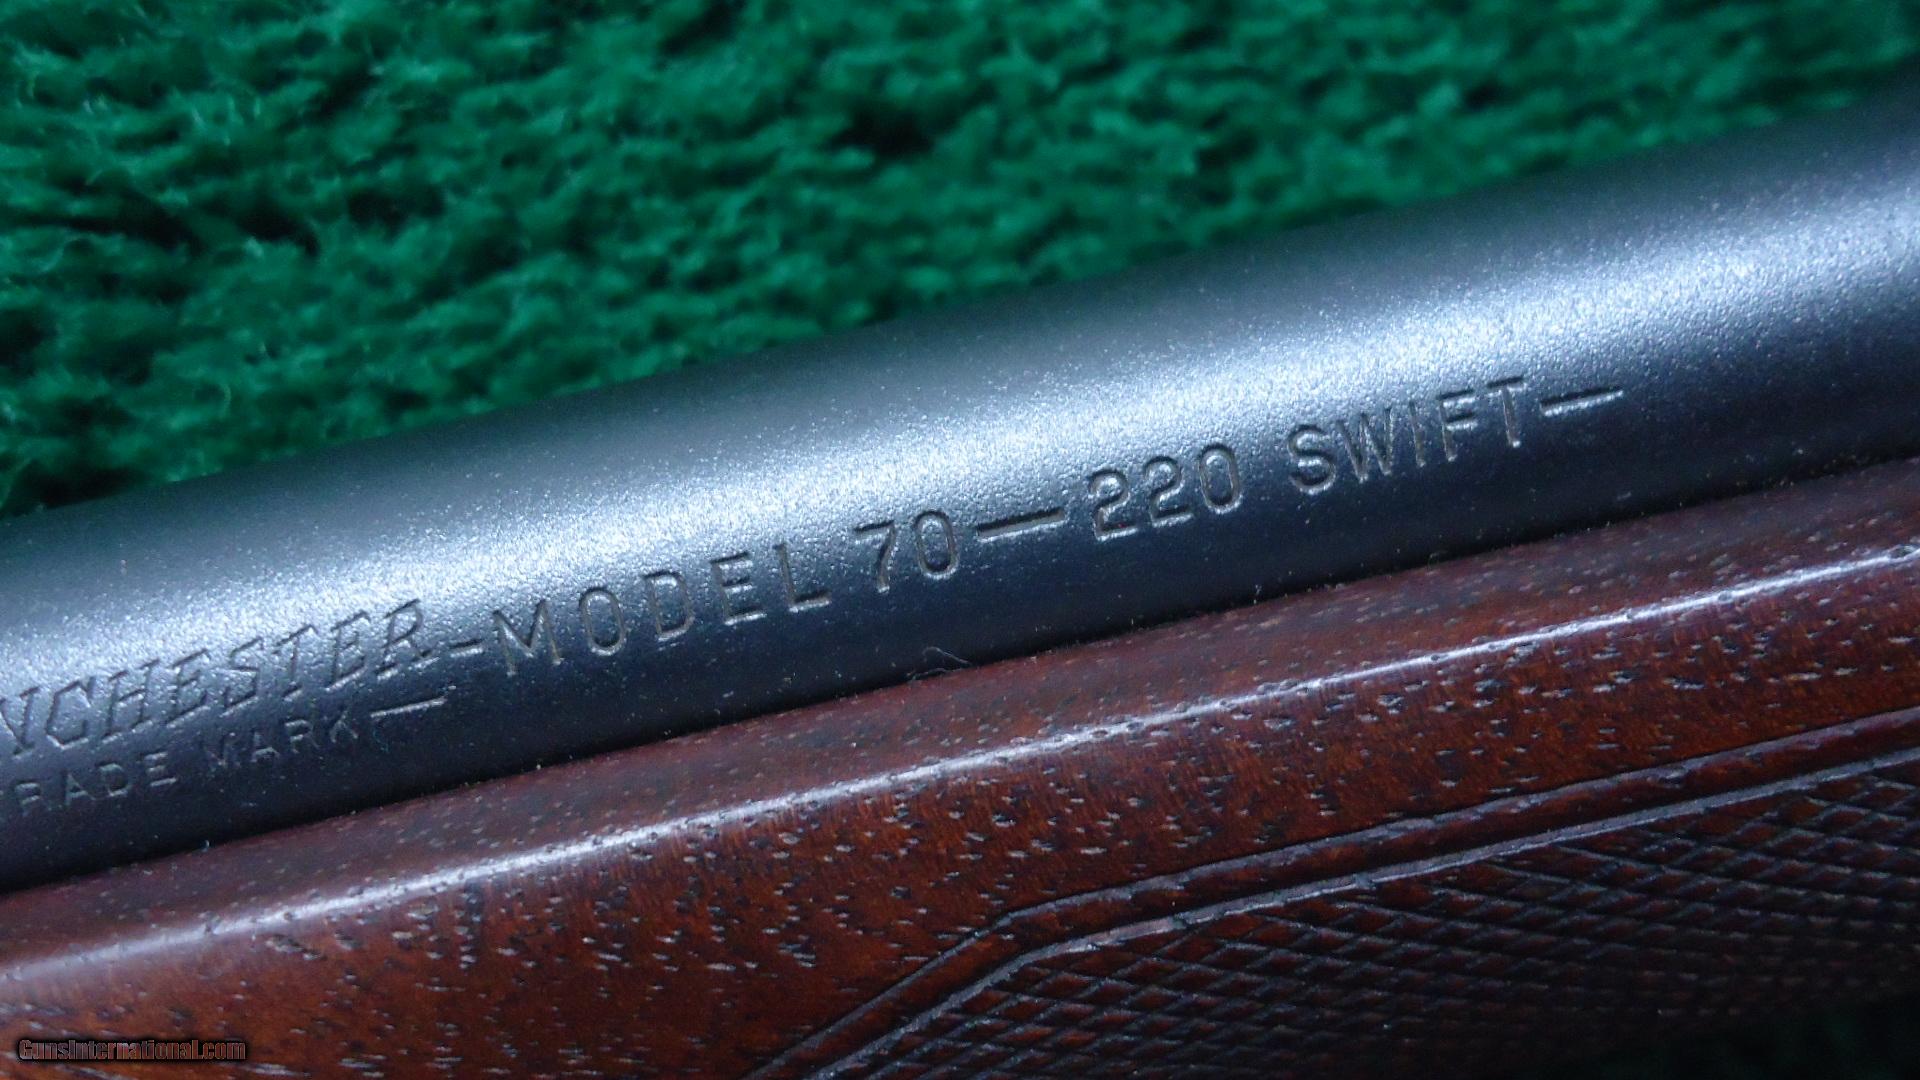 NCHESTER-MODEL 70—220 SWIFT—
RADE MARK—
GunsInternational.com